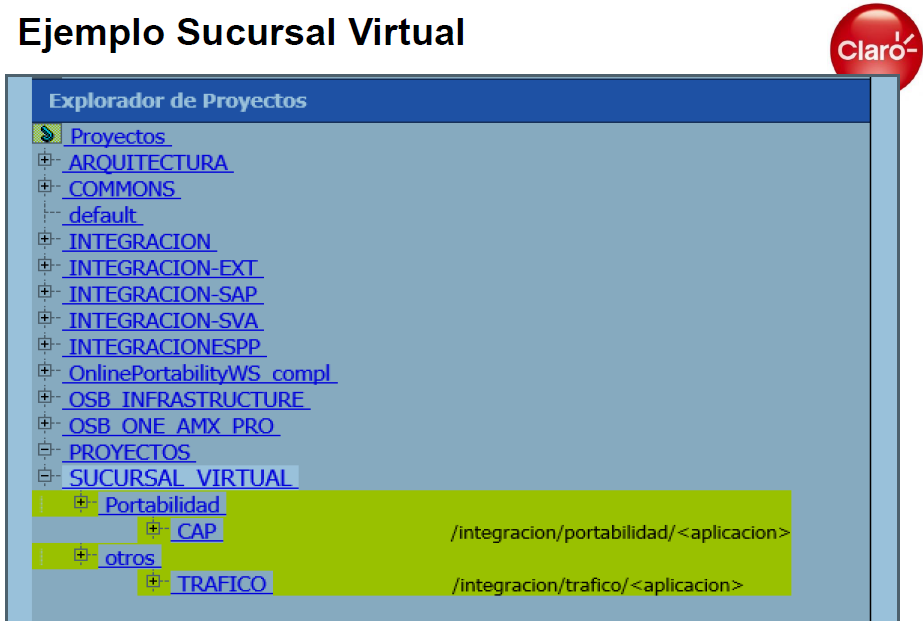 Ejemplo Sucursal Virtual
Claro
Explorador de Proyectos
Proyectos
ARQUITECTURA
COMMONS
default
INTEGRACION
INTEGRACION-EXT
INTEGRACION-SAP
INTEGRACION-SVA
INTEGRACIONESPP
OnlinePortabilityWS_compl
OSB_INFRASTRUCTURE
OSB_ONE_AMX_PRO
PROYECTOS
SUCURSAL_VIRTUAL
Portabilidad
CAP /integracion/portabilidad/<aplicacion>
otros
TRAFICO /integracion/trafico/<aplicacion>